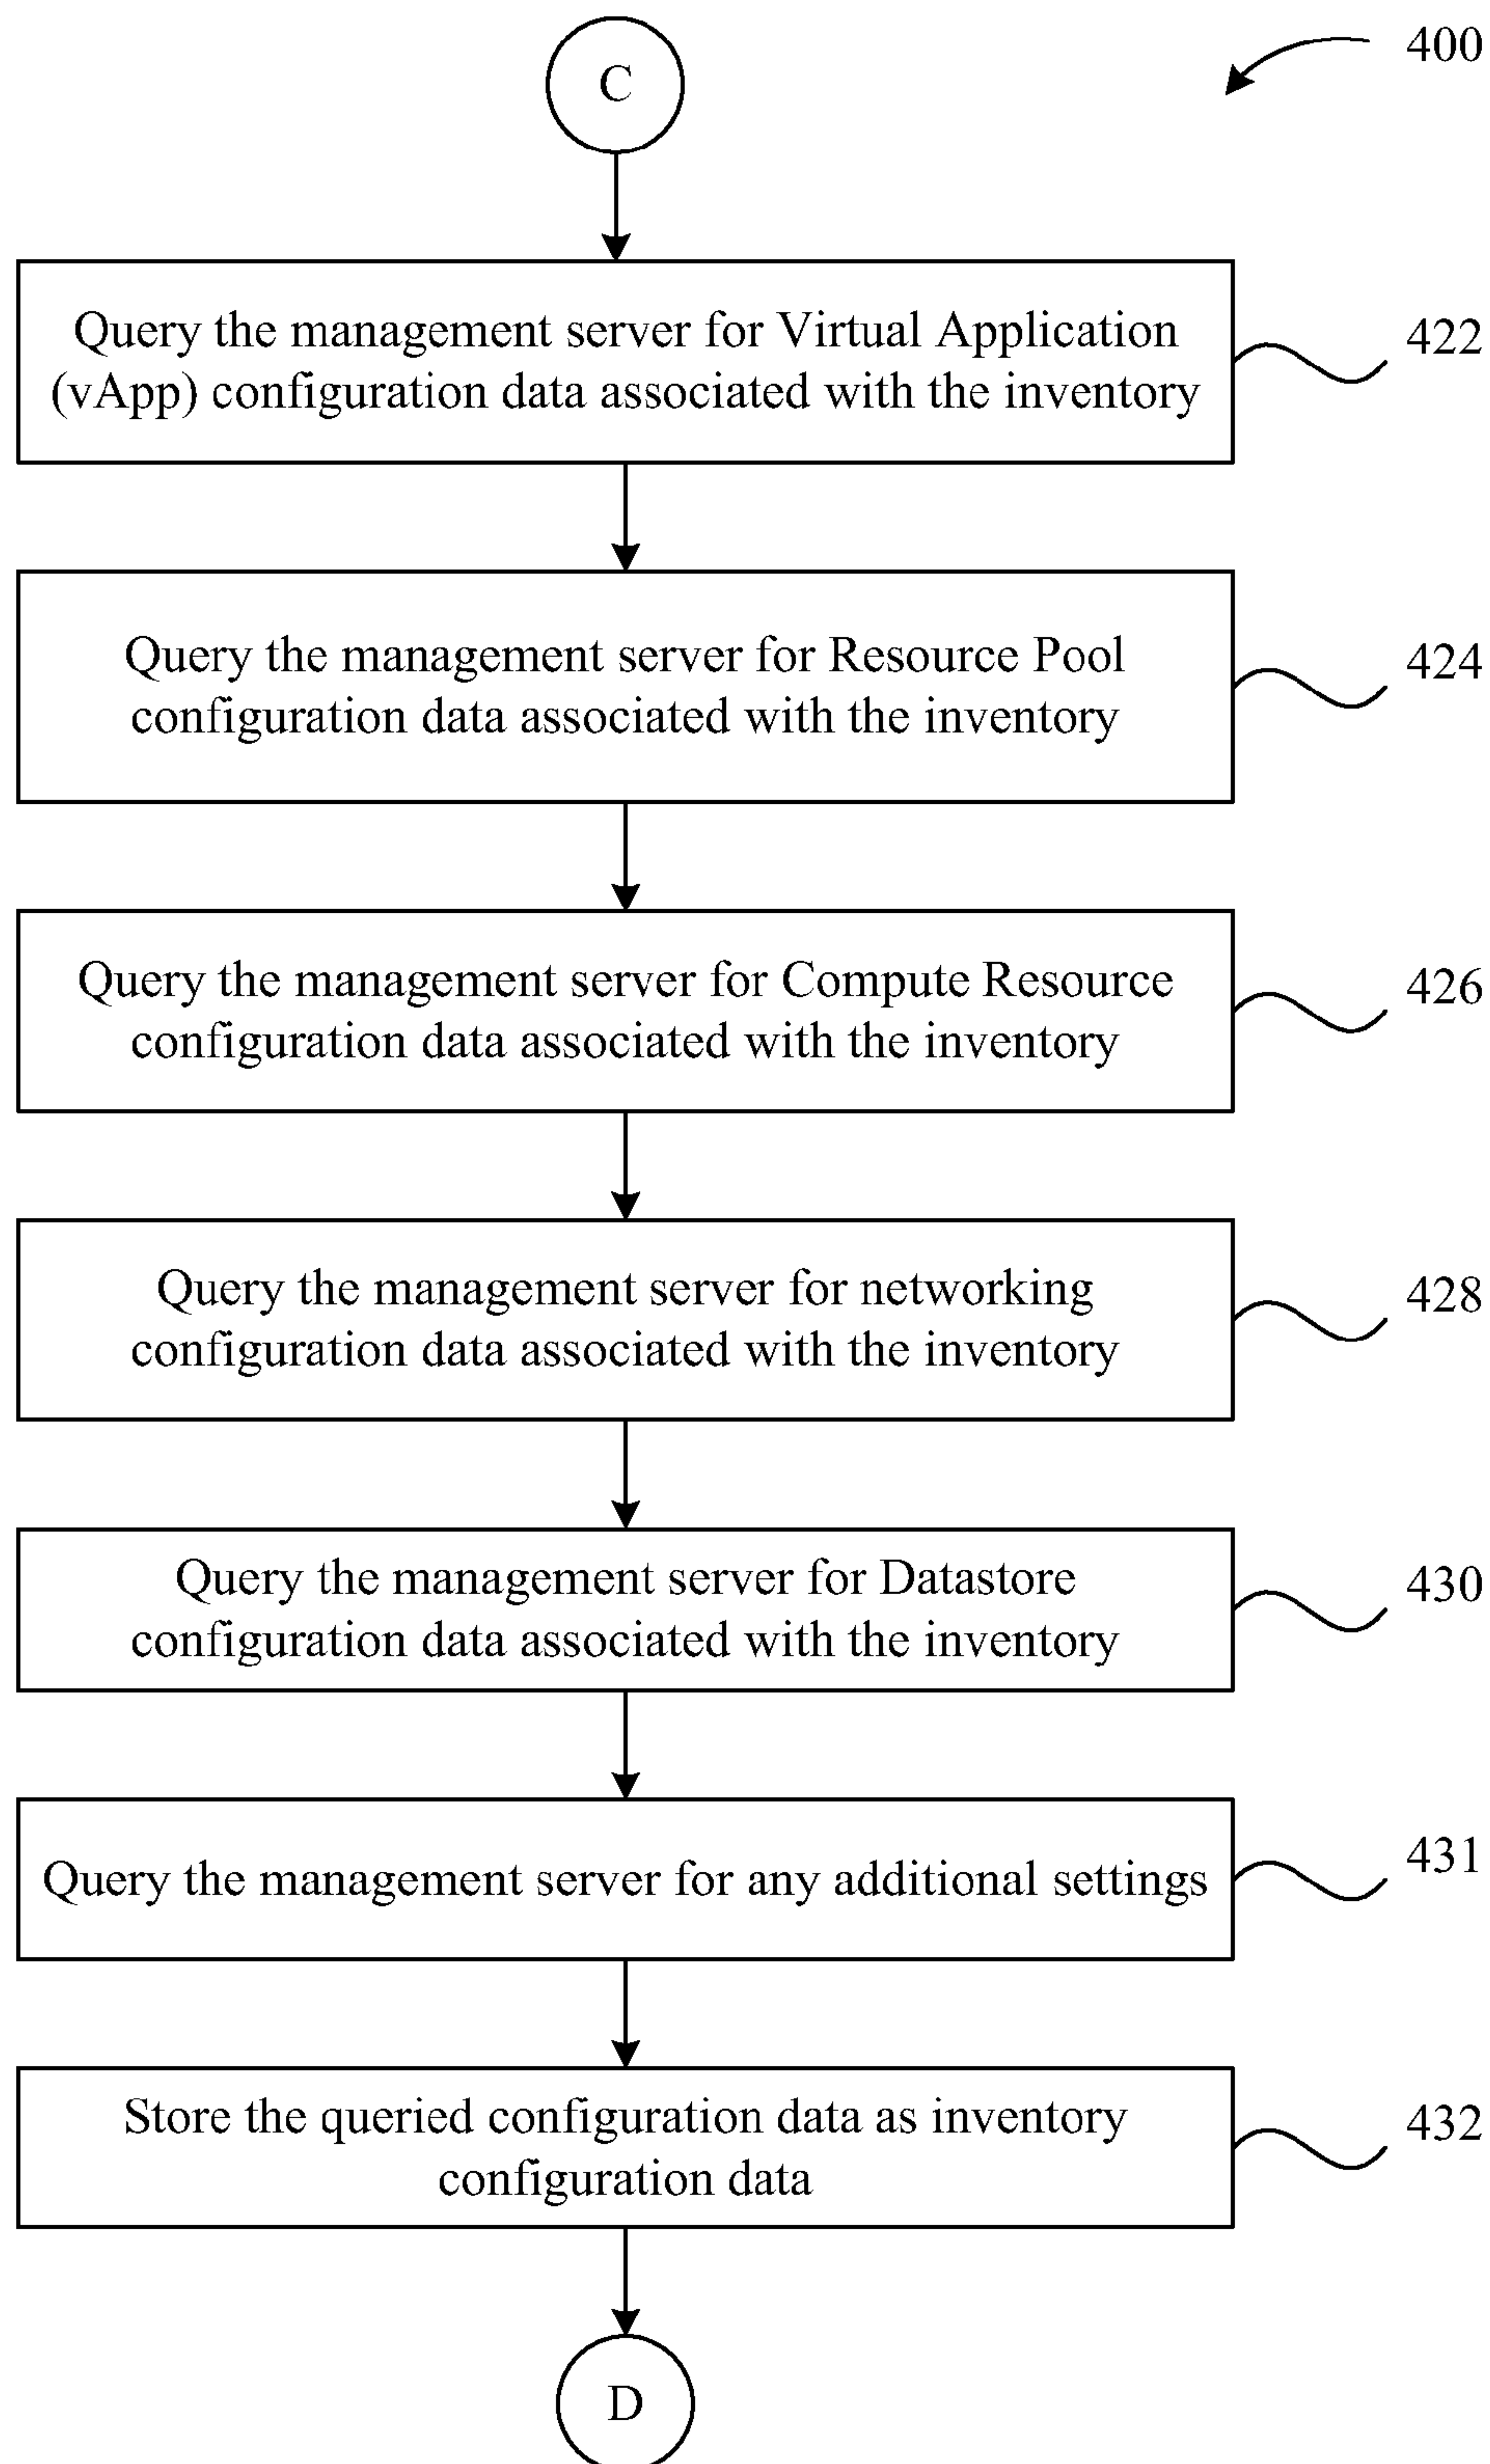 C
400
Query the management server for Virtual Application
(vApp) configuration data associated with the inventory
422
Query the management server for Resource Pool
configuration data associated with the inventory
424
Query the management server for Compute Resource
configuration data associated with the inventory
426
Query the management server for networking
configuration data associated with the inventory
428
Query the management server for Datastore
configuration data associated with the inventory
430
Query the management server for any additional settings
431
Store the queried configuration data as inventory
configuration data
432
D